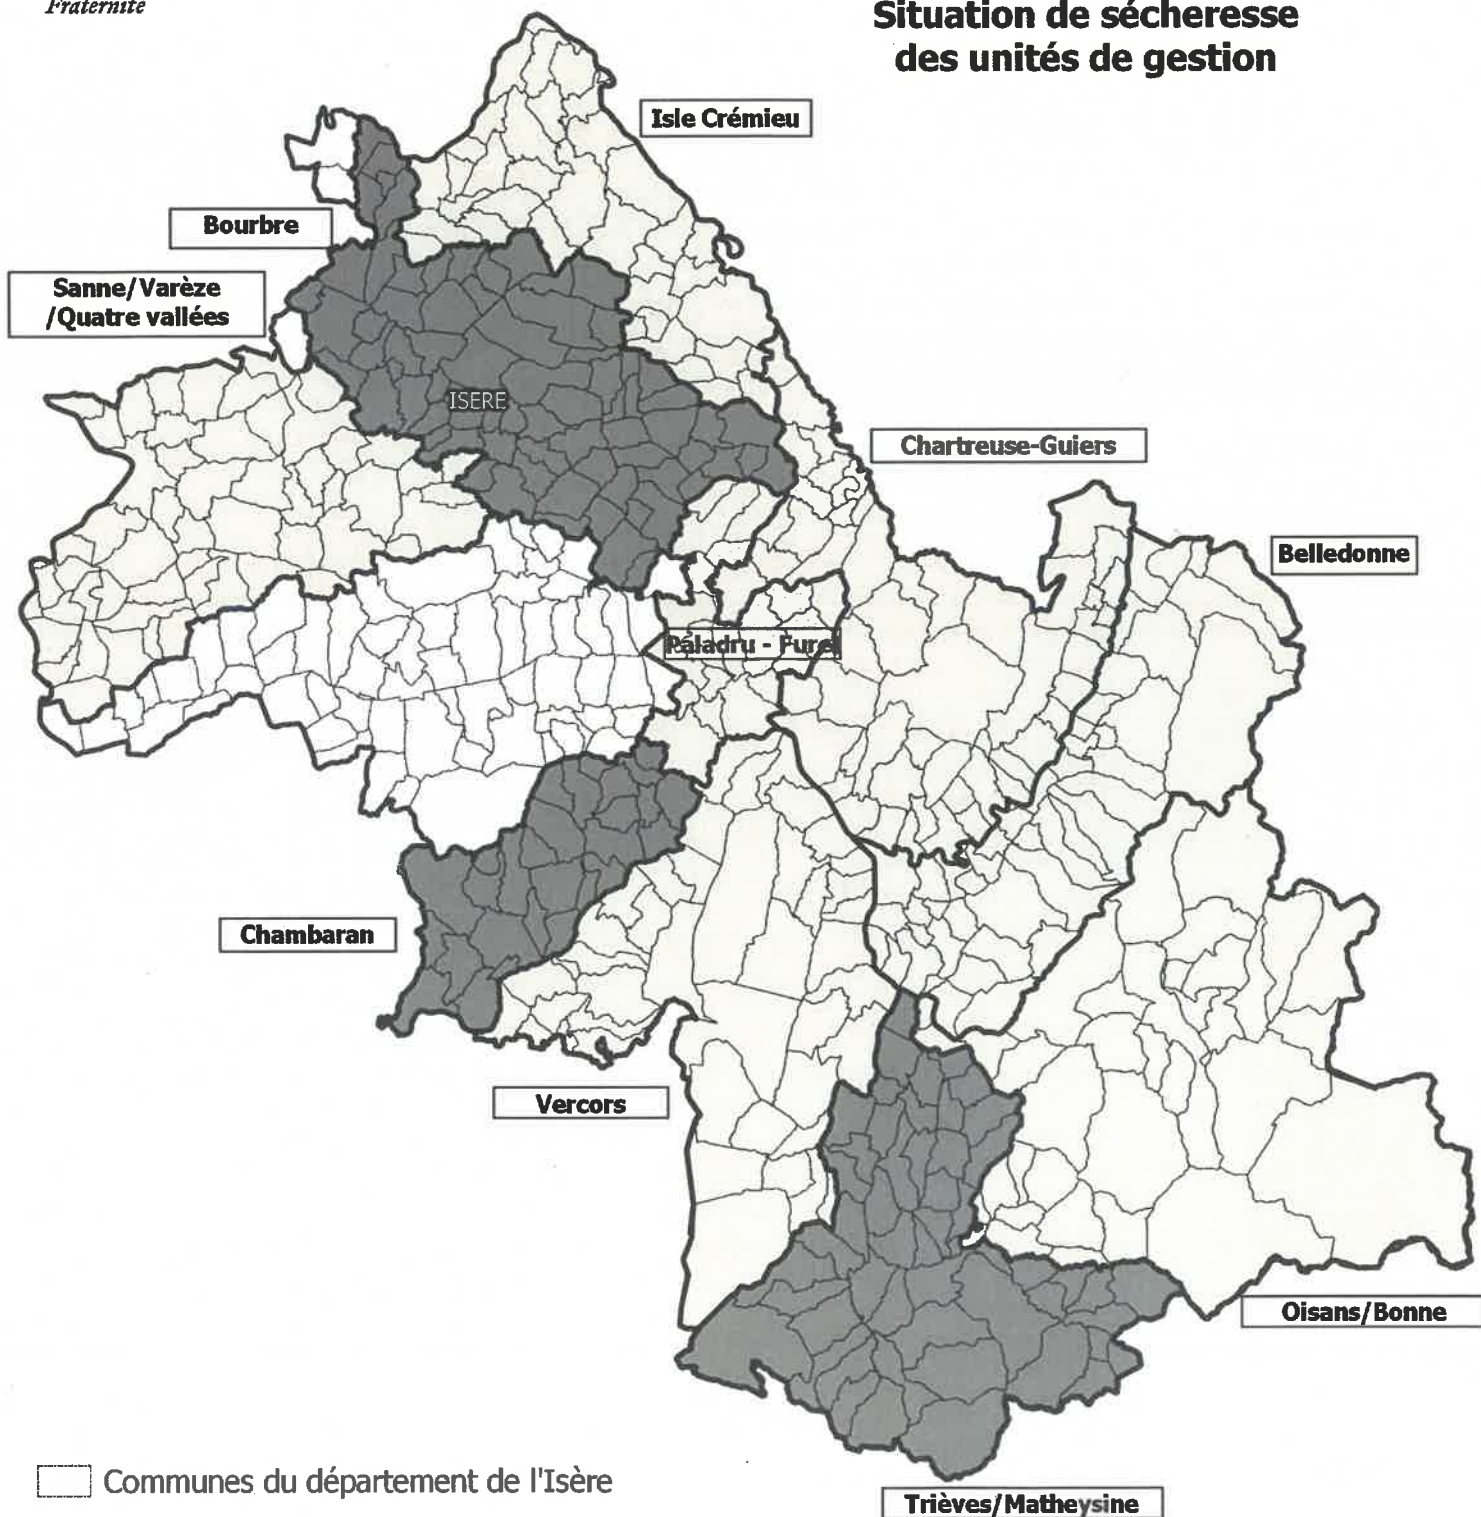 Fraternité
Situation de sécheresse
des unités de gestion
Isle Crémieu
Bourbre
Sanne/Varèze
/Quatre vallées
ISERE
Chartreuse-Guiers
Belledonne
Paladru - Furet
Chambaran
Vercors
Oisans/Bonne
Communes du département de l'Isère
Trièves/Matheysine